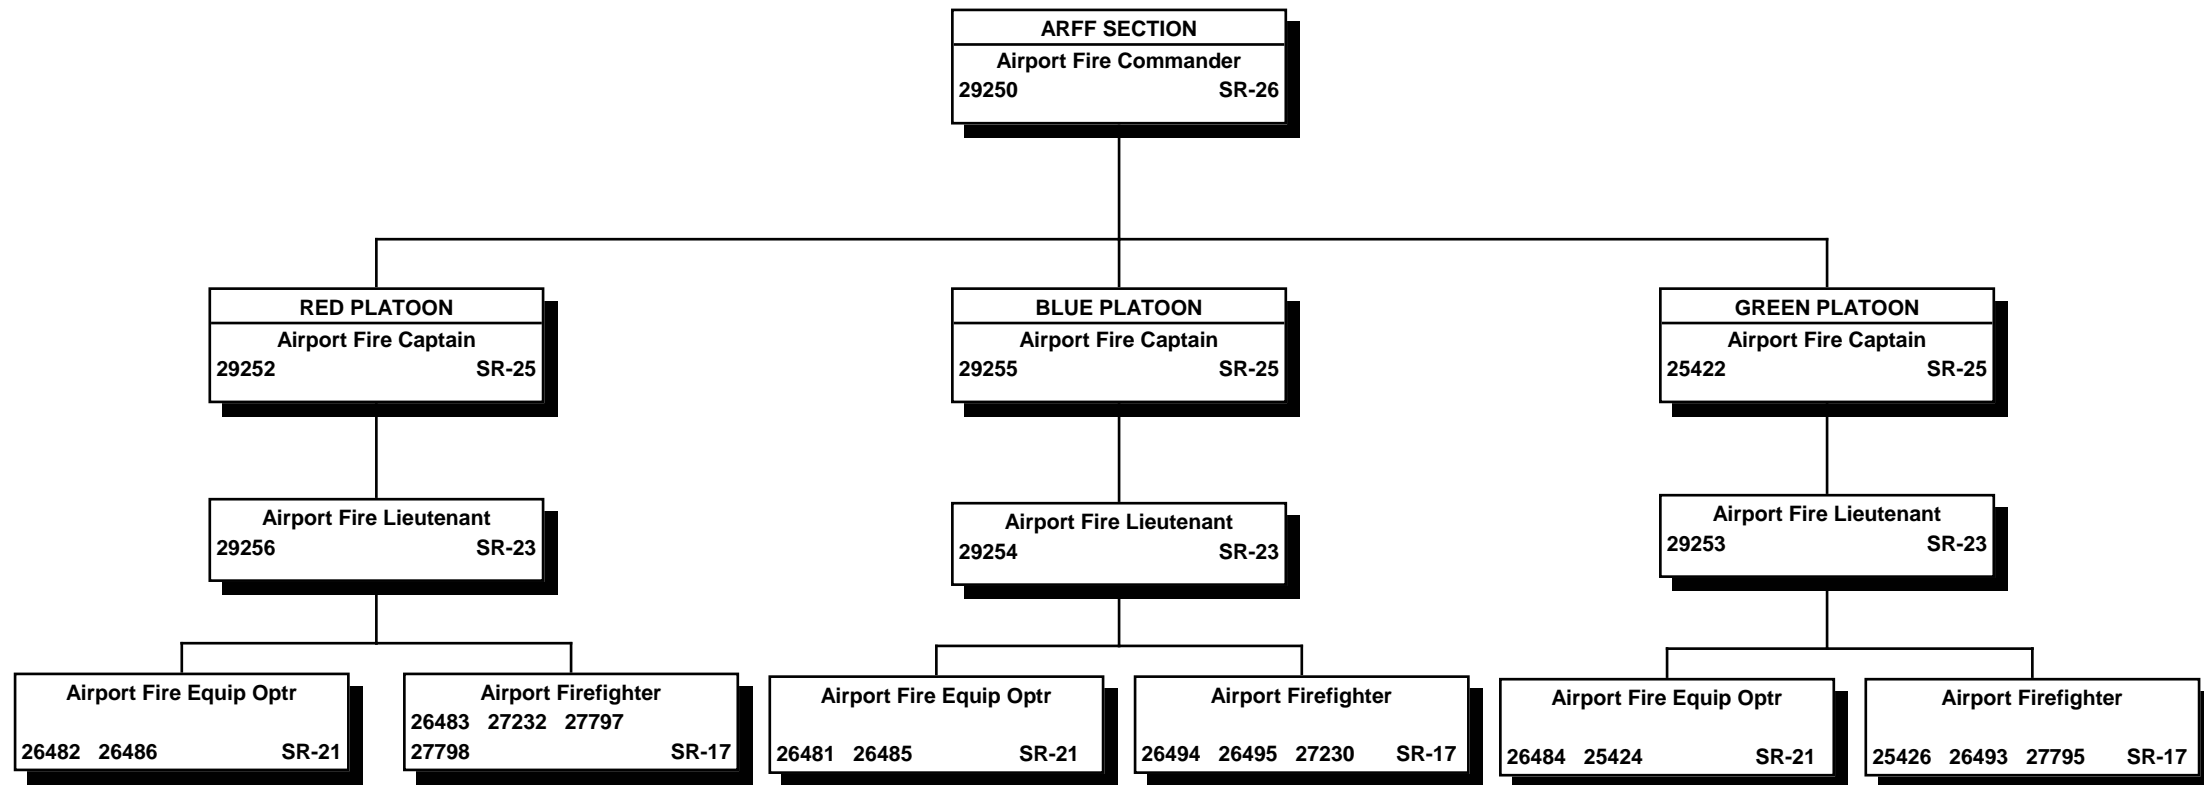 ARFF SECTION
Airport Fire Commander
29250 SR-26
RED PLATOON
Airport Fire Captain
29252 SR-25
BLUE PLATOON
Airport Fire Captain
29255 SR-25
GREEN PLATOON
Airport Fire Captain
25422 SR-25
Airport Fire Lieutenant
29256 SR-23
Airport Fire Lieutenant
29254 SR-23
Airport Fire Lieutenant
29253 SR-23
Airport Fire Equip Optr
26482 26486 SR-21
Airport Firefighter
26483 27232 27797
27798 SR-17
Airport Fire Equip Optr
26481 26485 SR-21
Airport Firefighter
26494 26495 27230 SR-17
Airport Fire Equip Optr
26484 25424 SR-21
Airport Firefighter
25426 26493 27795 SR-17